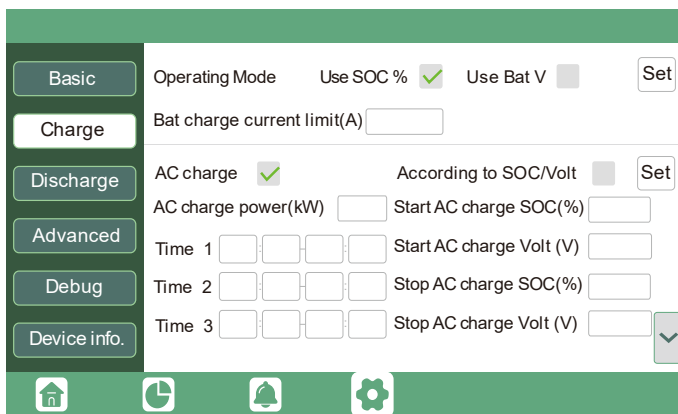 Basic
Charge
Discharge
Advanced
Debug
Device info.
Operating Mode Use SOC % Use Bat V Set
Bat charge current limit(A)
AC charge According to SOC/Volt Set
AC charge power(kW) Start AC charge SOC(%)
Time 1 : - : Start AC charge Volt (V)
Time 2 : - : Stop AC charge SOC(%)
Time 3 : - : Stop AC charge Volt (V)